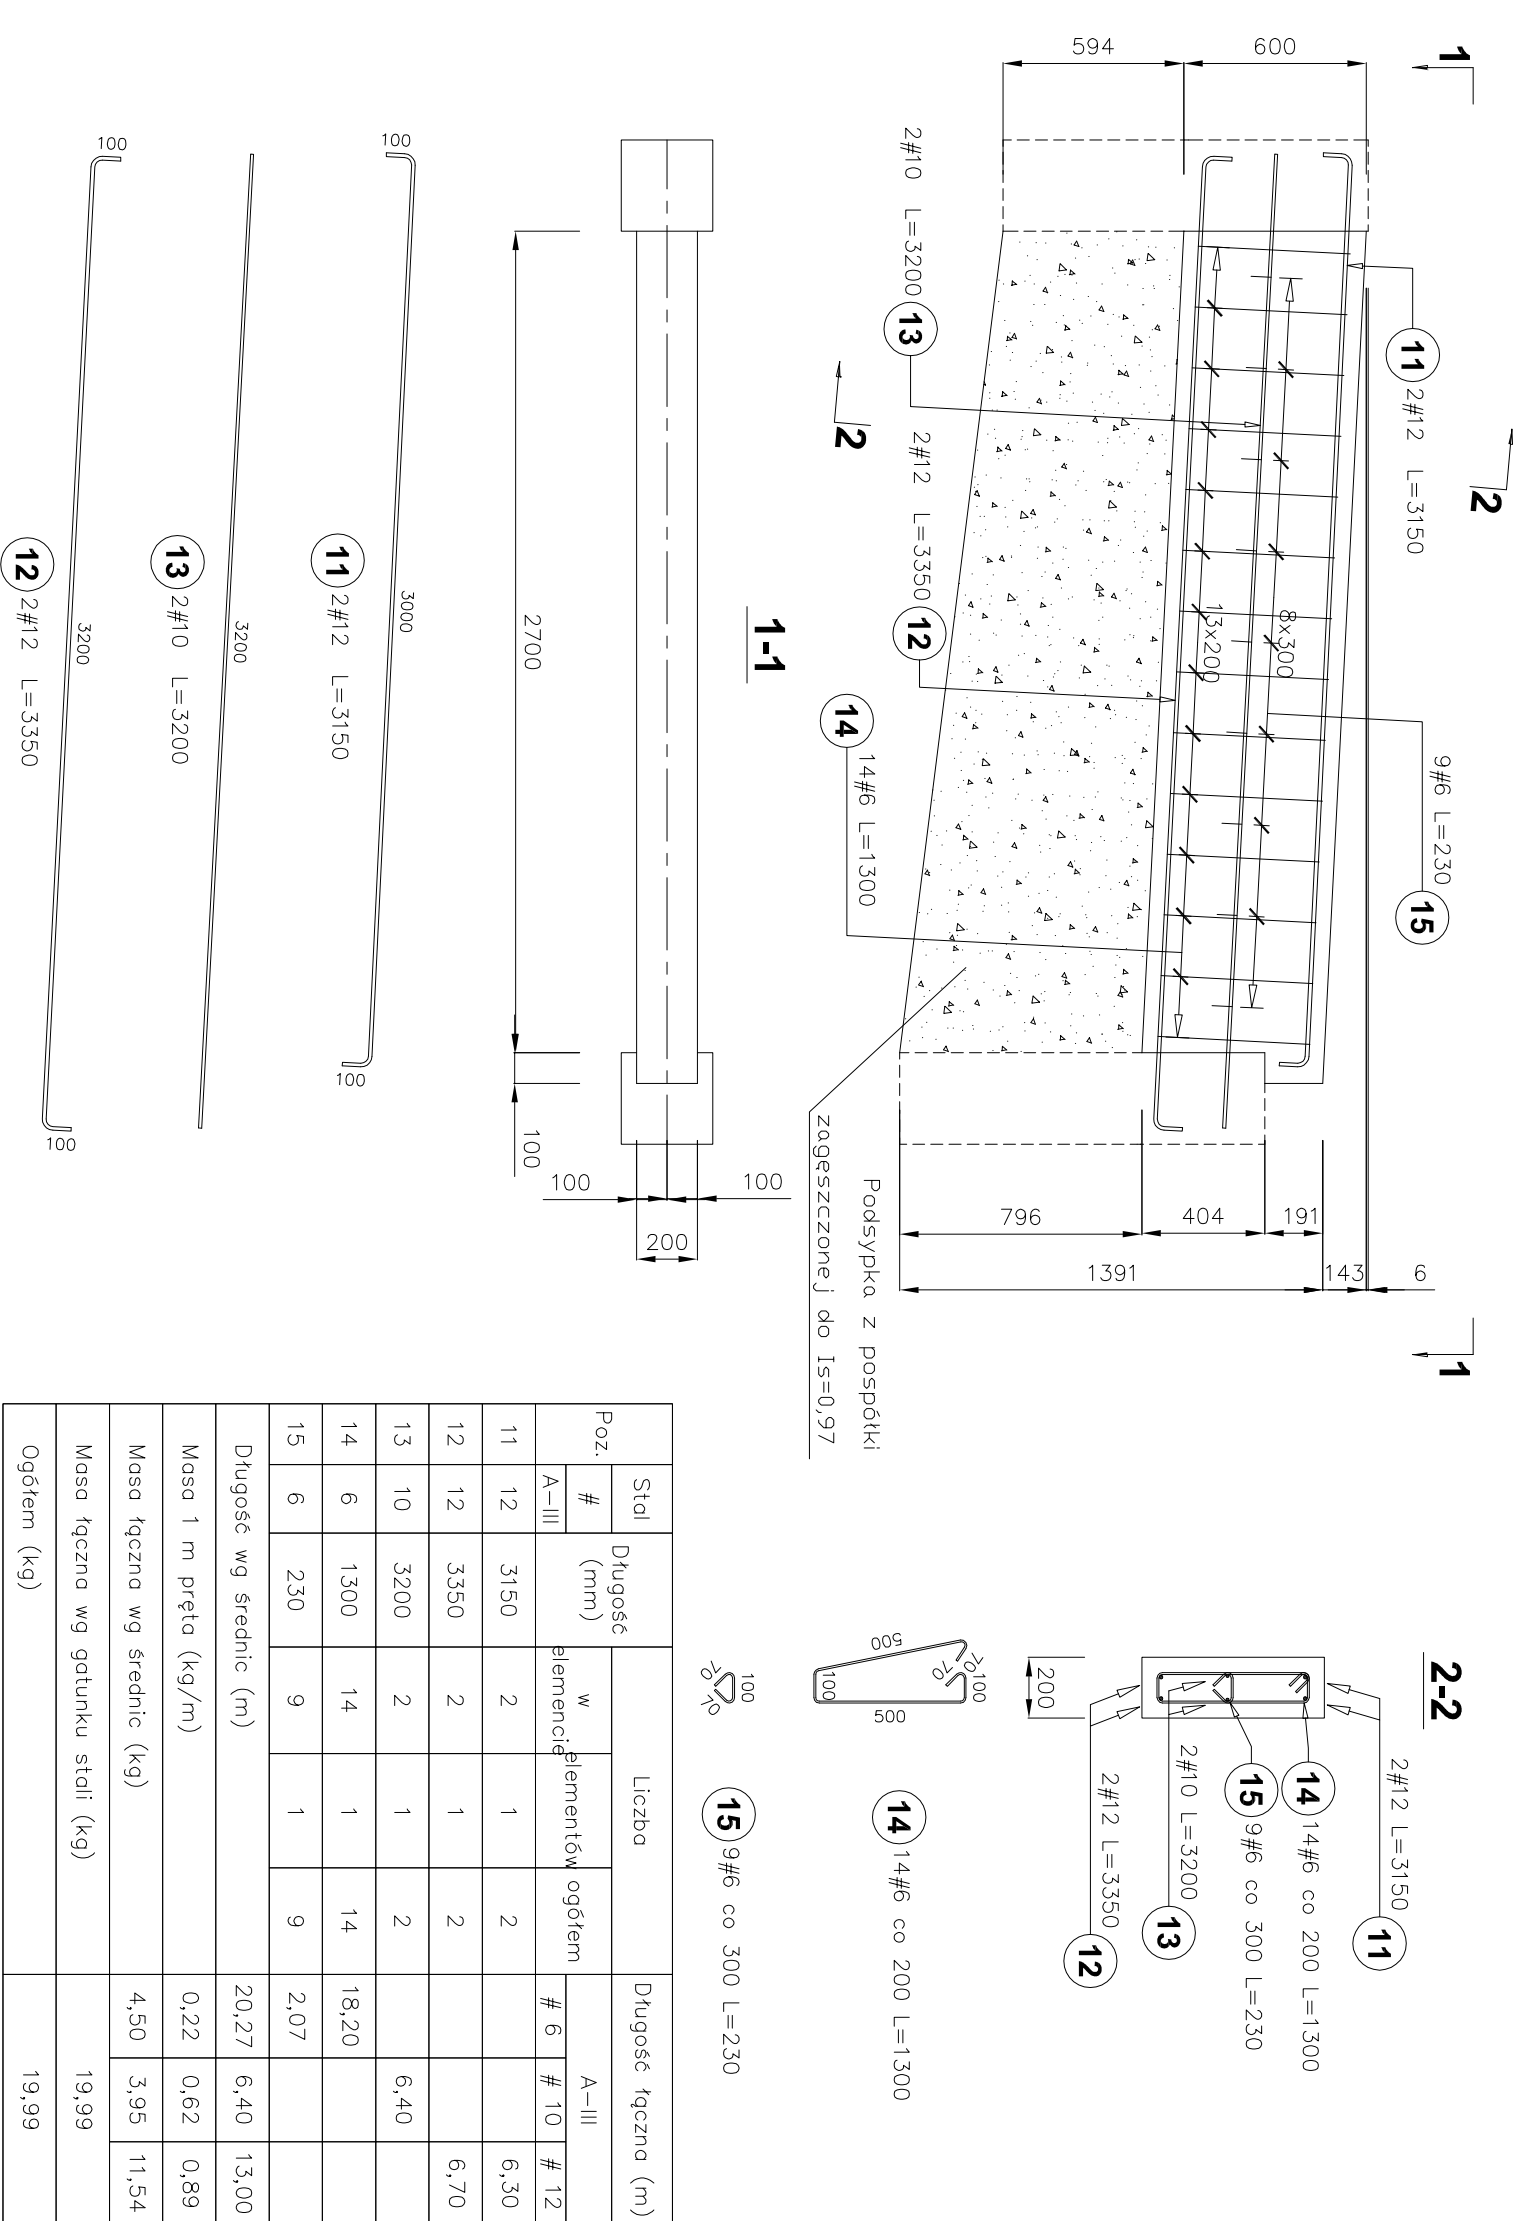 1
1
2
2
600
594
11 2#12 L=3150
9#6 L=230 15
8x300
13x200
2#10 L=3200 13
2#12 L=3350 12
14 14#6 L=1300
6
143
1391
191
404
796
Podsypka z pospółki
zagęszczonej do Is=0,97
1-1
2700
100
100
100
200
100
3000
100
11 2#12 L=3150
3200
13 2#10 L=3200
100
3200
100
12 2#12 L=3350
2-2
2#12 L=3150 11
14 14#6 co 200 L=1300
15 9#6 co 300 L=230
2#10 L=3200 13
2#12 L=3350 12
200
500
70
70
100
100
500
14 14#6 co 200 L=1300
100
70
70
15 9#6 co 300 L=230
Poz. Stal Długość Liczba Długość łączna (m)
# (mm) w elementów ogółem A-III
A-III elemencie # 6 # 10 # 12
11 12 3150 2 1 2 6,30
12 12 3350 2 1 2 6,70
13 10 3200 2 1 2 6,40
14 6 1300 14 1 14 18,20
15 6 230 9 1 9 2,07
Długość wg średnic (m) 20,27 6,40 13,00
Masa 1 m pręta (kg/m) 0,22 0,62 0,89
Masa łączna wg średnic (kg) 4,50 3,95 11,54
Masa łączna wg gatunku stali (kg) 19,99
Ogółem (kg) 19,99